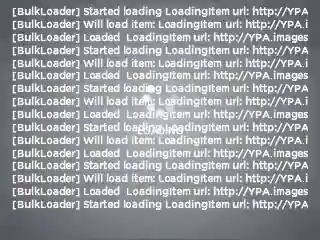 [BulkLoader] Started loading LoadingItem url: http://YPA
[BulkLoader] Will load item: LoadingItem url: http://YPA.i
[BulkLoader] Loaded  LoadingItem url: http://YPA.images
[BulkLoader] Started loading LoadingItem url: http://YPA
[BulkLoader] Will load item: LoadingItem url: http://YPA.i
[BulkLoader] Loaded  LoadingItem url: http://YPA.images
[BulkLoader] Started loading LoadingItem url: http://YPA
[BulkLoader] Will load item: LoadingItem url: http://YPA.i
[BulkLoader] Loaded  LoadingItem url: http://YPA.images
[BulkLoader] Started loading LoadingItem url: http://YPA
LOADING
[BulkLoader] Will load item: LoadingItem url: http://YPA.i
[BulkLoader] Loaded  LoadingItem url: http://YPA.images
[BulkLoader] Started loading LoadingItem url: http://YPA
[BulkLoader] Will load item: LoadingItem url: http://YPA.i
[BulkLoader] Loaded  LoadingItem url: http://YPA.images
[BulkLoader] Started loading LoadingItem url: http://YPA